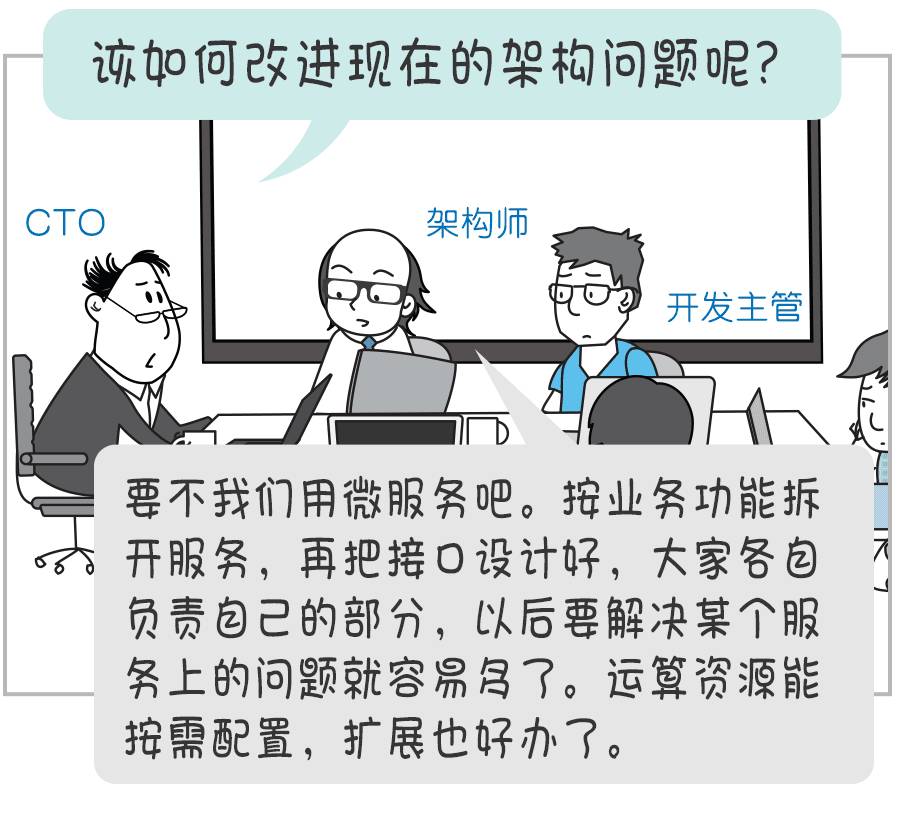 该如何改进现在的架构问题呢？
CTO
架构师
开发主管
要不我们用微服务吧。按业务功能拆
开服务，再把接口设计好，大家各自
负责自己的部分，以后要解决某个服
务上的问题就容易多了。运算资源能
按需配置，扩展也好办了。